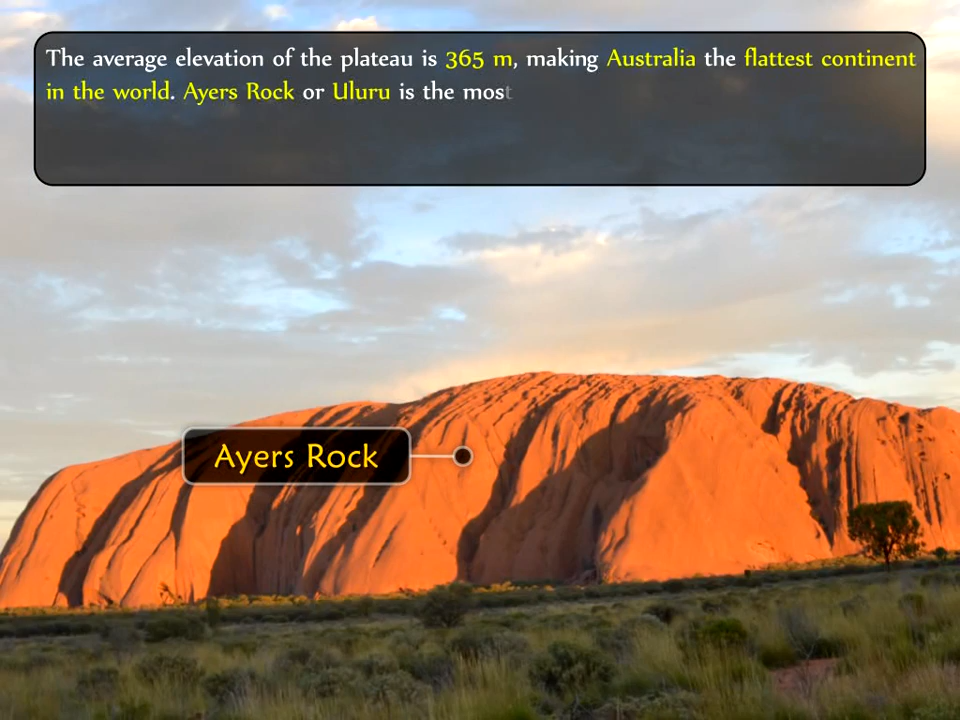 The average elevation of the plateau is 365 m, making Australia the flattest continent
in the world. Ayers Rock or Uluru is the most
Ayers Rock